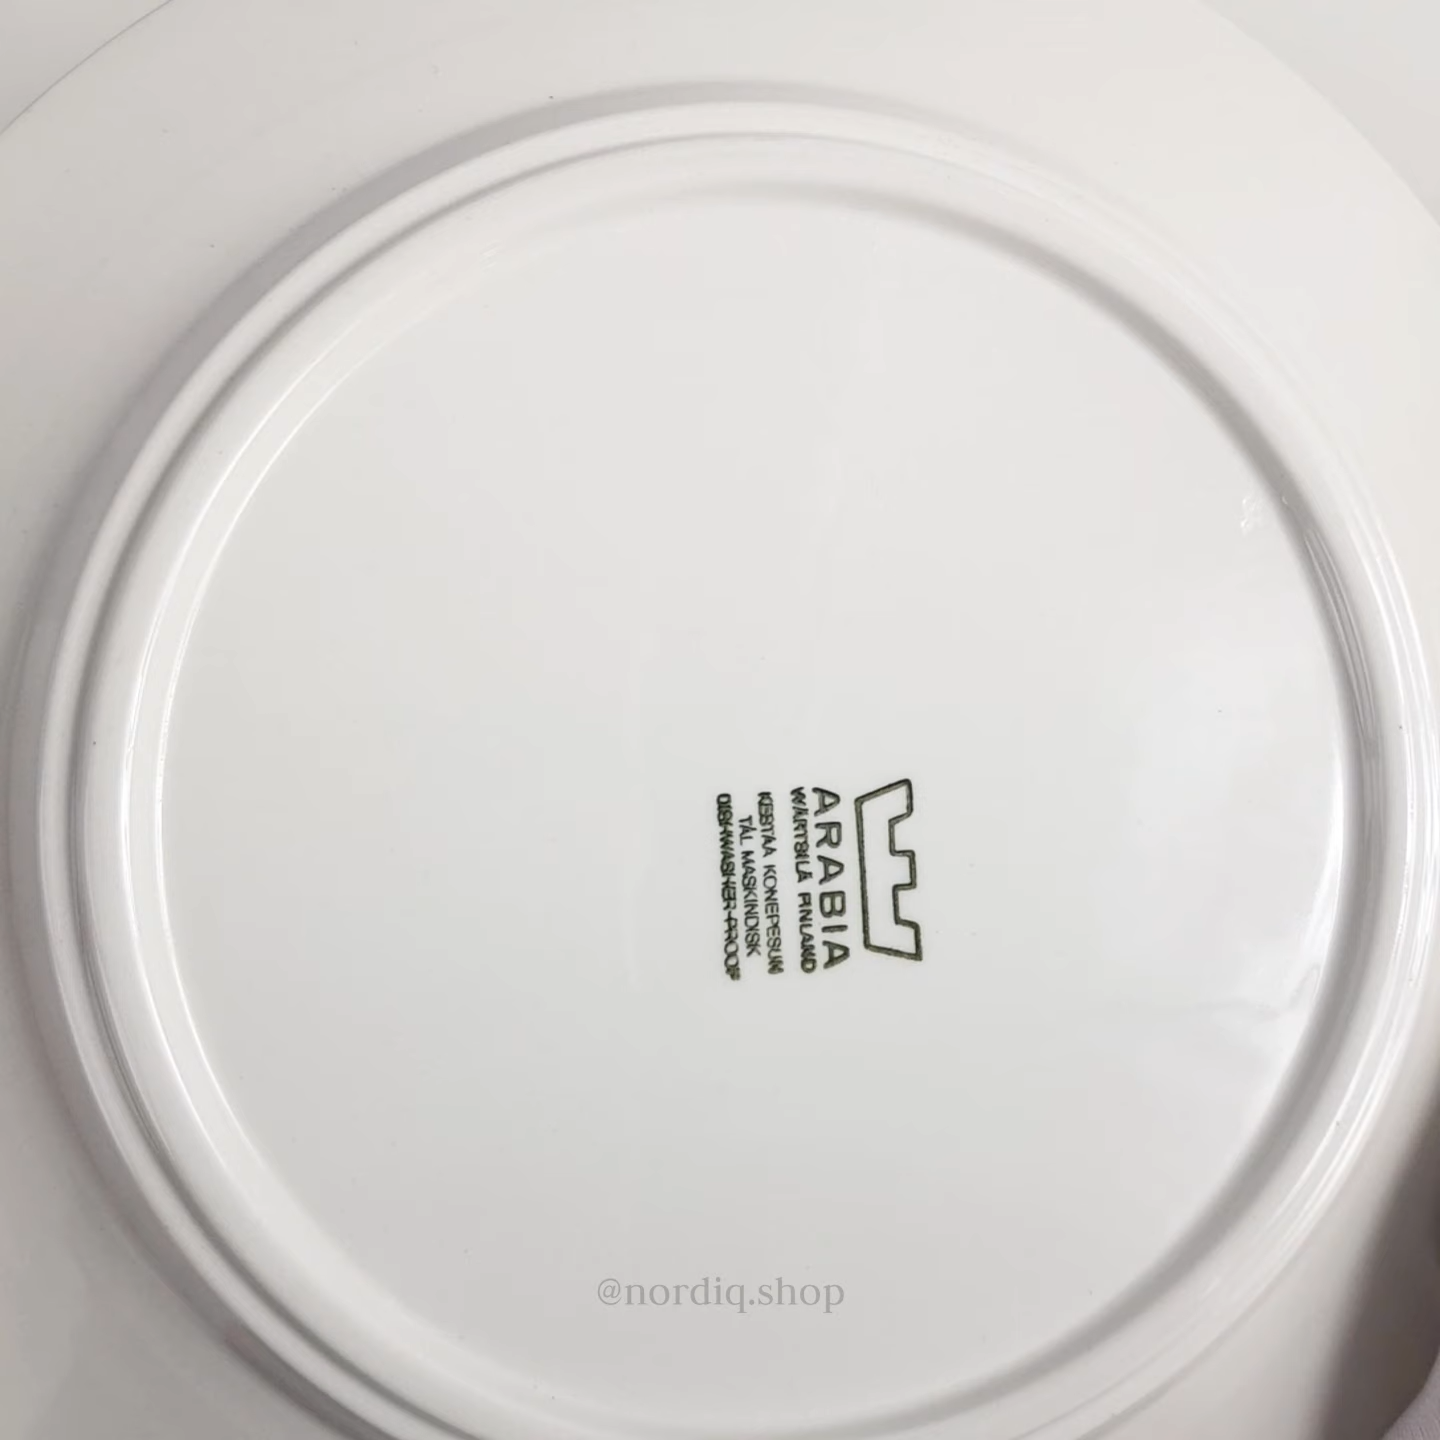 ARABIA
WÄRTSILÄ FINLAND
KESTÄÄ KONEPESUN
TÅL MASKINDISK
DISHWASHER-PROOF
@nordiq.shop